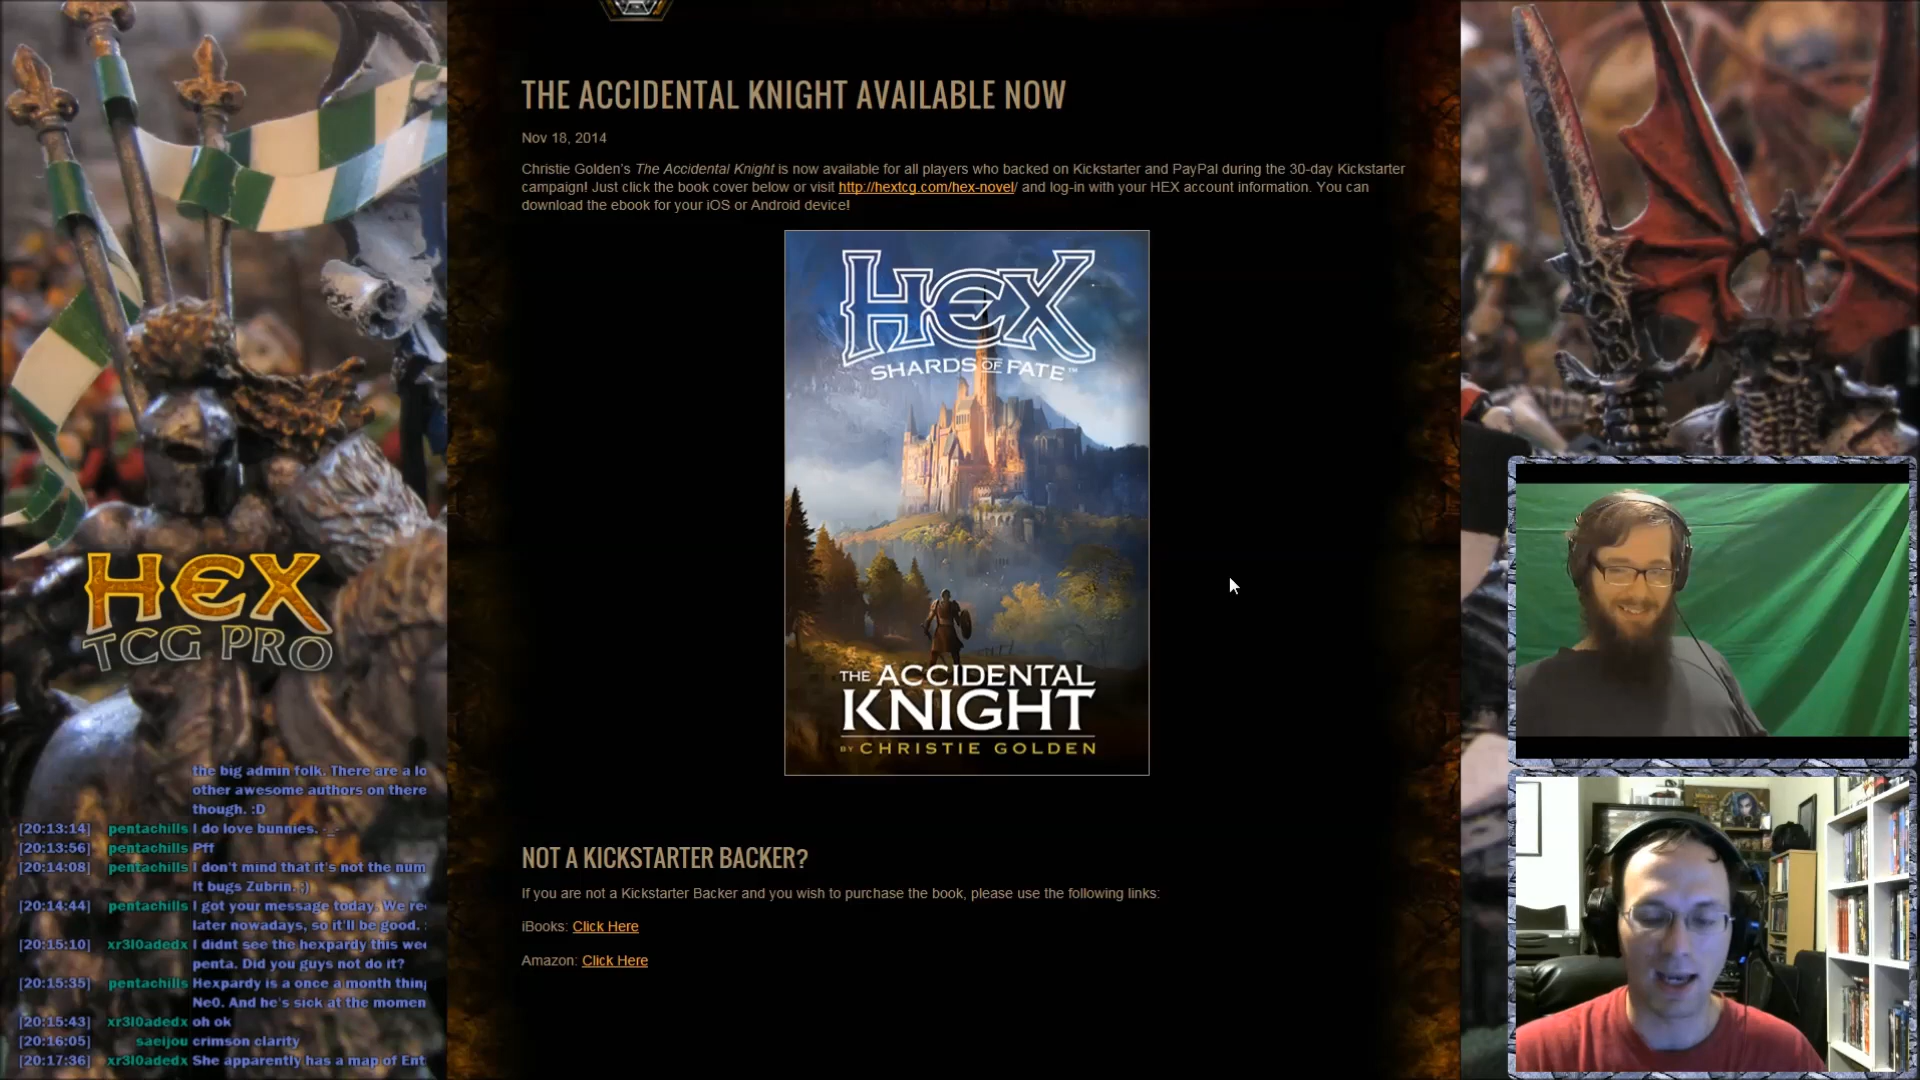 THE ACCIDENTAL KNIGHT AVAILABLE NOW
Nov 18, 2014
Christie Golden's The Accidental Knight is now available for all players who backed on Kickstarter and PayPal during the 30-day Kickstarter
campaign! Just click the book cover below or visit http://hextcg.com/hex-novel/ and log-in with your HEX account information. You can
download the ebook for your iOS or Android device!
HEX
SHARDS OF FATE™
THE ACCIDENTAL
KNIGHT
BY CHRISTIE GOLDEN
NOT A KICKSTARTER BACKER?
If you are not a Kickstarter Backer and you wish to purchase the book, please use the following links:
iBooks: Click Here
Amazon: Click Here
HEX
TCG PRO
the big admin folk. There are a lo
other awesome authors on there
though. :D
[20:13:14] pentachills I do love bunnies. -_-
[20:13:56] pentachills Pff
[20:14:08] pentachills I don't mind that it's not the num
It bugs Zubrin. ;)
[20:14:44] pentachills I got your message today. We re
later nowadays, so it'll be good. :
[20:15:10] xr3l0adedx I didnt see the hexpardy this we
penta. Did you guys not do it?
[20:15:35] pentachills Hexpardy is a once a month thin
Ne0. And he's sick at the momen
[20:15:43] xr3l0adedx oh ok
[20:16:05] saeijou crimson clarity
[20:17:36] xr3l0adedx She apparently has a map of Ent